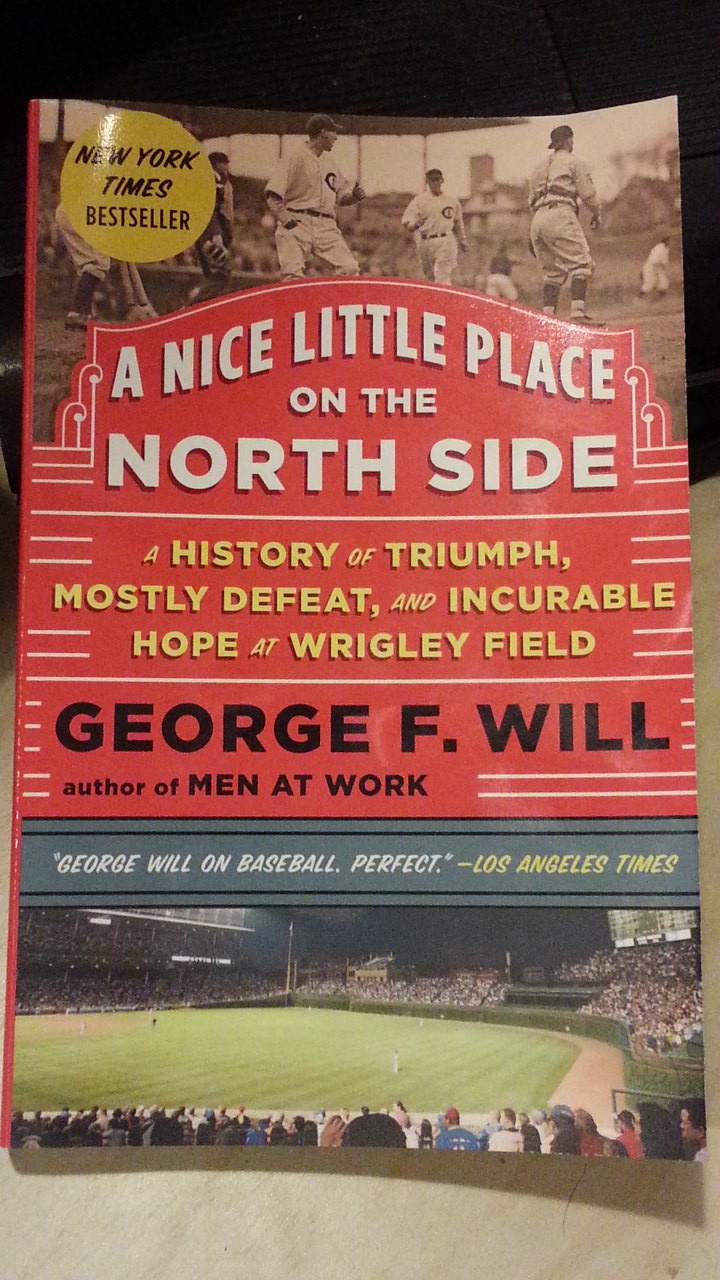 NEW YORK
TIMES
BESTSELLER
A NICE LITTLE PLACE
ON THE
NORTH SIDE
A HISTORY OF TRIUMPH,
MOSTLY DEFEAT, AND INCURABLE
HOPE AT WRIGLEY FIELD
GEORGE F. WILL
author of MEN AT WORK
"GEORGE WILL ON BASEBALL. PERFECT." —LOS ANGELES TIMES